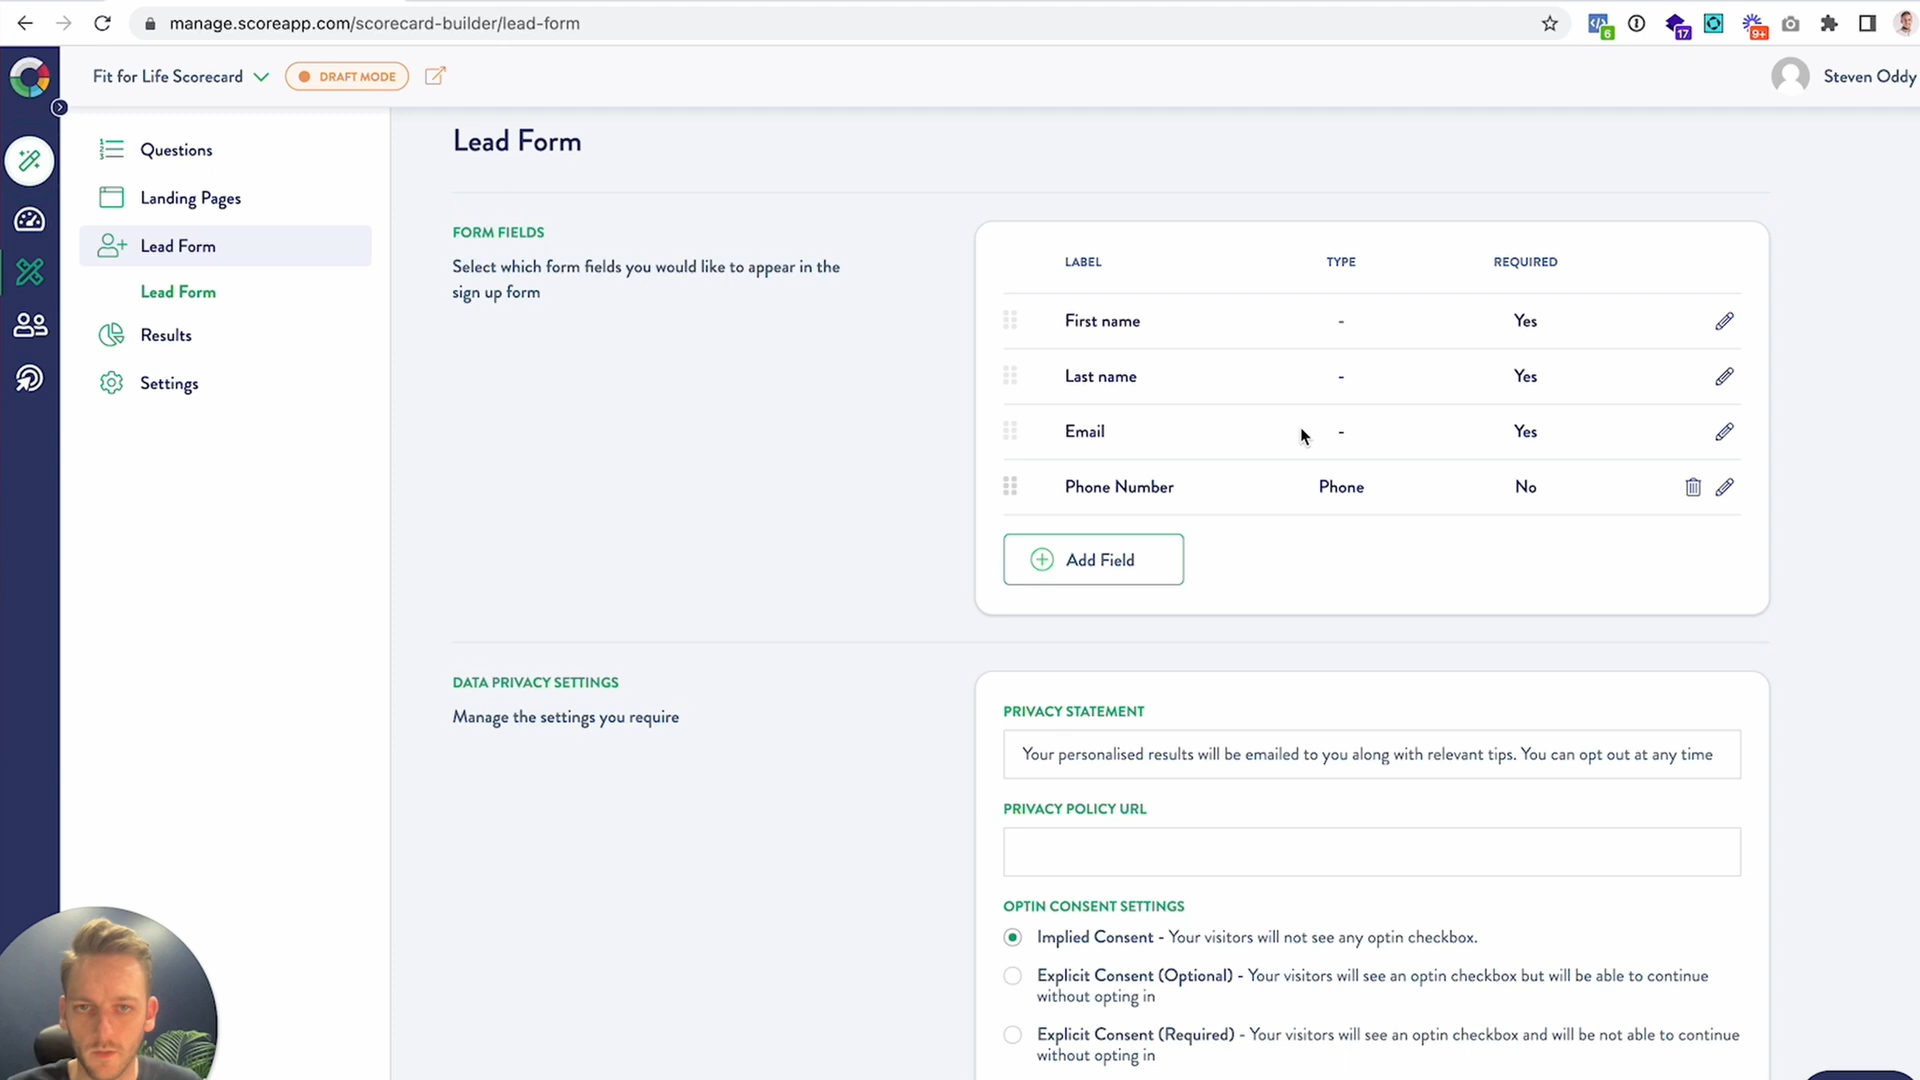 manage.scoreapp.com/scorecard-builder/lead-form
6
17
9+
Fit for Life Scorecard
DRAFT MODE
Steven Oddy
Questions
Landing Pages
Lead Form
Lead Form
Results
Settings
Lead Form
FORM FIELDS
Select which form fields you would like to appear in the
sign up form
LABEL TYPE REQUIRED
First name - Yes
Last name - Yes
Email - Yes
Phone Number Phone No
Add Field
DATA PRIVACY SETTINGS
Manage the settings you require
PRIVACY STATEMENT
Your personalised results will be emailed to you along with relevant tips. You can opt out at any time
PRIVACY POLICY URL
OPTIN CONSENT SETTINGS
Implied Consent - Your visitors will not see any optin checkbox.
Explicit Consent (Optional) - Your visitors will see an optin checkbox but will be able to continue
without opting in
Explicit Consent (Required) - Your visitors will see an optin checkbox and will be not able to continue
without opting in